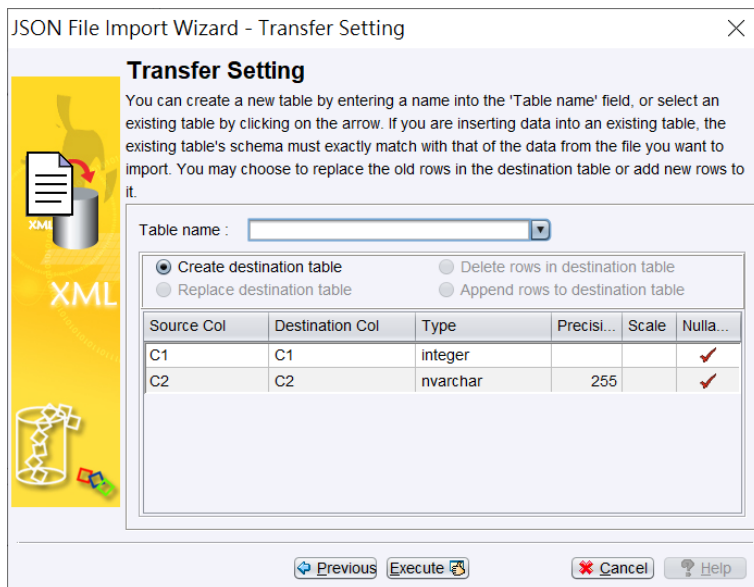 JSON File Import Wizard - Transfer Setting
Transfer Setting
You can create a new table by entering a name into the 'Table name' field, or select an
existing table by clicking on the arrow. If you are inserting data into an existing table, the
existing table's schema must exactly match with that of the data from the file you want to
import. You may choose to replace the old rows in the destination table or add new rows to
it.
XML
XML
Table name :
Create destination table Delete rows in destination table
Replace destination table Append rows to destination table
Source Col Destination Col Type Precisi... Scale Nulla...
C1 C1 integer
C2 C2 nvarchar 255
Previous Execute Cancel ? Help